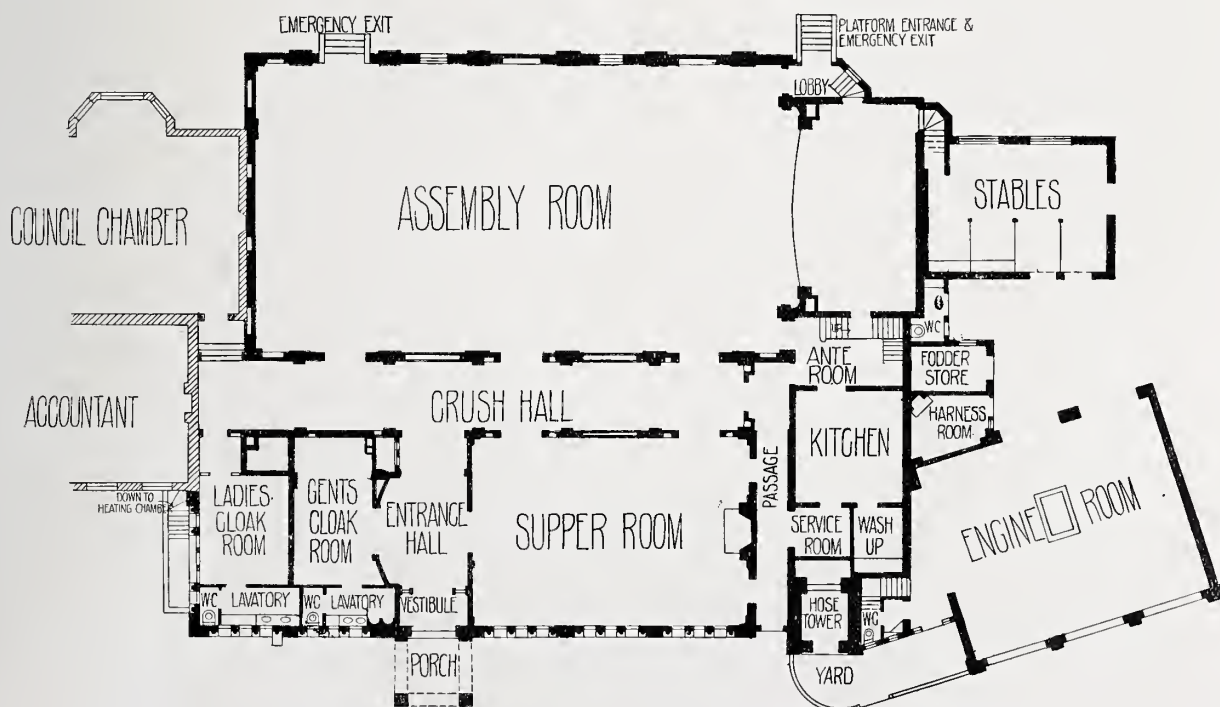 EMERGENCY EXIT
PLATFORM ENTRANCE &
EMERGENCY EXIT
LOBBY
ASSEMBLY ROOM
STABLES
COUNCIL CHAMBER
UP
WC
ANTE
ROOM
FODDER
STORE
ACCOUNTANT
CRUSH HALL
HARNESS
ROOM.
KITCHEN
PASSAGE
DOWN TO
HEATING CHAMBER
LADIES.
CLOAK
ROOM
GENTS
CLOAK
ROOM
ENTRANCE
HALL
SUPPER ROOM
SERVICE
ROOM
WASH
UP
ENGINE ROOM
WC
LAVATORY
WC
LAVATORY
VESTIBULE
HOSE
TOWER
WC
PORCH
YARD